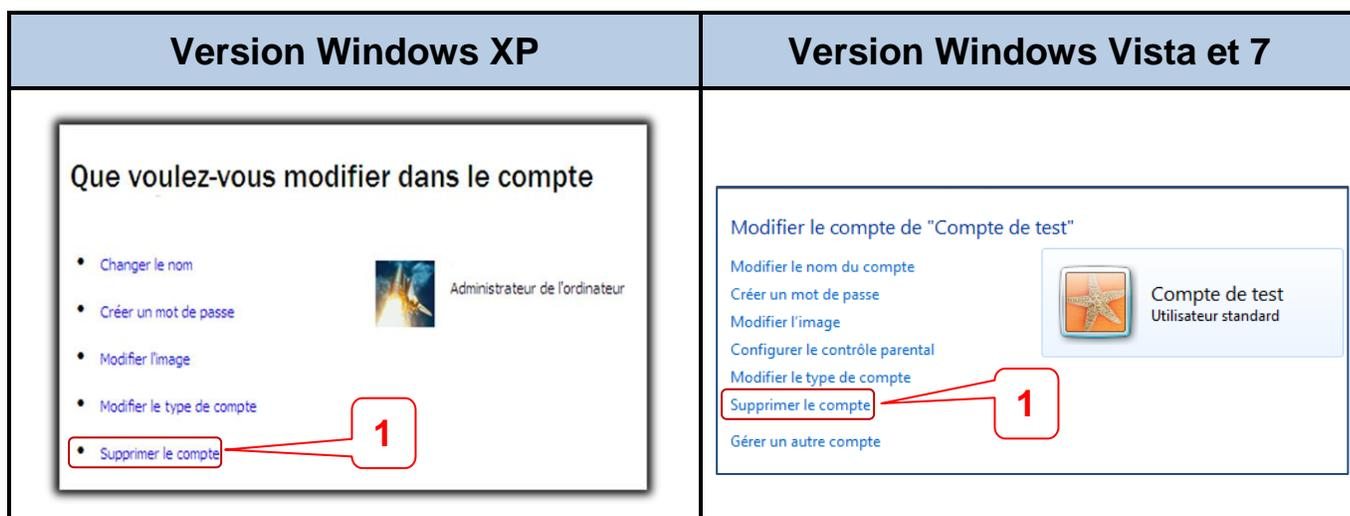 Version Windows XP
Version Windows Vista et 7
Que voulez-vous modifier dans le compte
Changer le nom
Créer un mot de passe
Modifier l'image
Modifier le type de compte
Supprimer le compte
Administrateur de l'ordinateur
1
Modifier le compte de "Compte de test"
Modifier le nom du compte
Créer un mot de passe
Modifier l'image
Configurer le contrôle parental
Modifier le type de compte
Supprimer le compte
Gérer un autre compte
Compte de test
Utilisateur standard
1